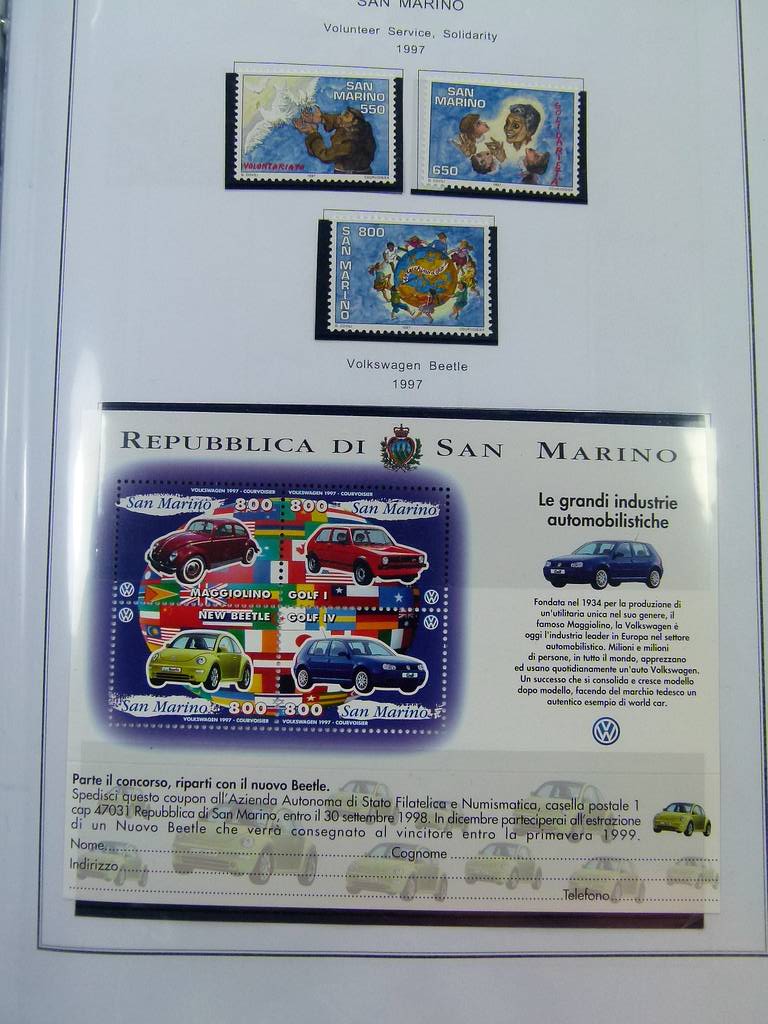 SAN MARINO
Volunteer Service, Solidarity
1997
SAN
MARINO
550
VOLONTARIATO
SAN
MARINO
650
SOLIDARIETÀ
800
SAN MARINO
Volkswagen Beetle
1997
REPUBBLICA DI SAN MARINO
VOLKSWAGEN 1997 - COURVOISIER
San Marino 800
MAGGIOLINO
VOLKSWAGEN 1997 - COURVOISIER
800 San Marino
GOLF I
NEW BEETLE
San Marino 800
VOLKSWAGEN 1997 - COURVOISIER
GOLF IV
800 San Marino
VOLKSWAGEN 1997 - COURVOISIER
Le grandi industrie
automobilistiche
Golf
Fondata nel 1934 per la produzione di
un'utilitaria unica nel suo genere, il
famoso Maggiolino, la Volkswagen è
oggi l'industria leader in Europa nel settore
automobilistico. Milioni e milioni
di persone, in tutto il mondo, apprezzano
ed usano quotidianamente un'auto Volkswagen.
Un successo che si consolida e cresce modello
dopo modello, facendo del marchio tedesco un
autentico esempio di world car.
Parte il concorso, riparti con il nuovo Beetle.
Spedisci questo coupon all'Azienda Autonoma di Stato Filatelica e Numismatica, casella postale 1
cap 47031 Repubblica di San Marino, entro il 30 settembre 1998. In dicembre parteciperai all'estrazione
di un Nuovo Beetle che verrà consegnato al vincitore entro la primavera 1999.
Nome.....Cognome.....
Indirizzo.....
Telefono.....